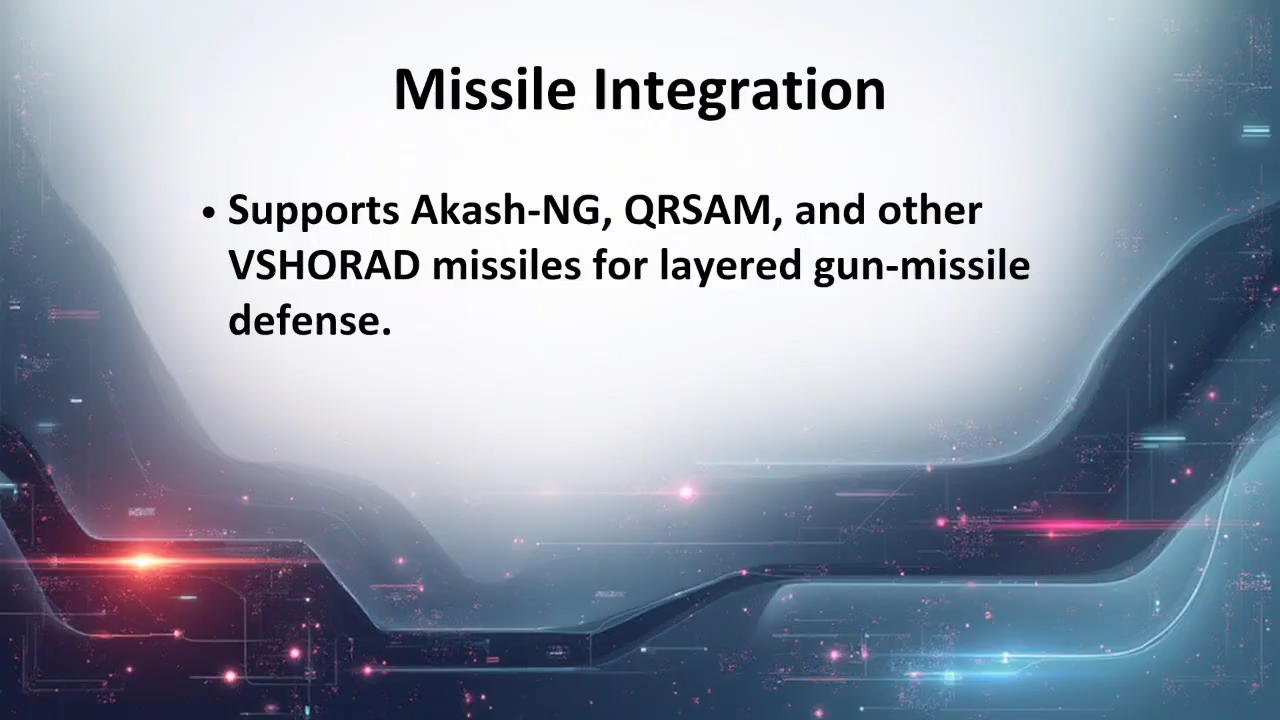 Missile Integration
• Supports Akash-NG, QRSAM, and other
VSHORAD missiles for layered gun-missile
defense.